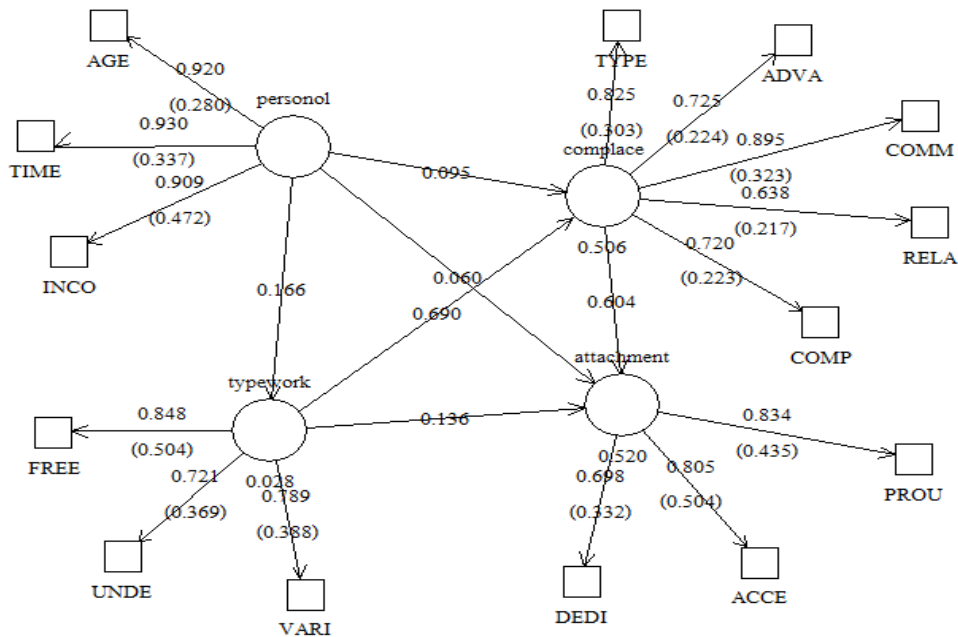 AGE
0.920
(0.280)
personol
TIME
0.930
(0.337)
0.909
(0.472)
INCO
TYPE
0.825
(0.303)
complace
ADVA
0.725
(0.224)
COMM
0.895
(0.323)
RELA
0.638
(0.217)
COMP
0.720
(0.223)
0.095
0.506
0.060
0.166
0.690
0.604
typework
attachment
0.136
FREE
0.848
(0.504)
UNDE
0.721
(0.369)
0.028
0.789
(0.388)
VARI
0.520
0.698
(0.332)
DEDI
0.805
(0.504)
ACCE
0.834
(0.435)
PROU